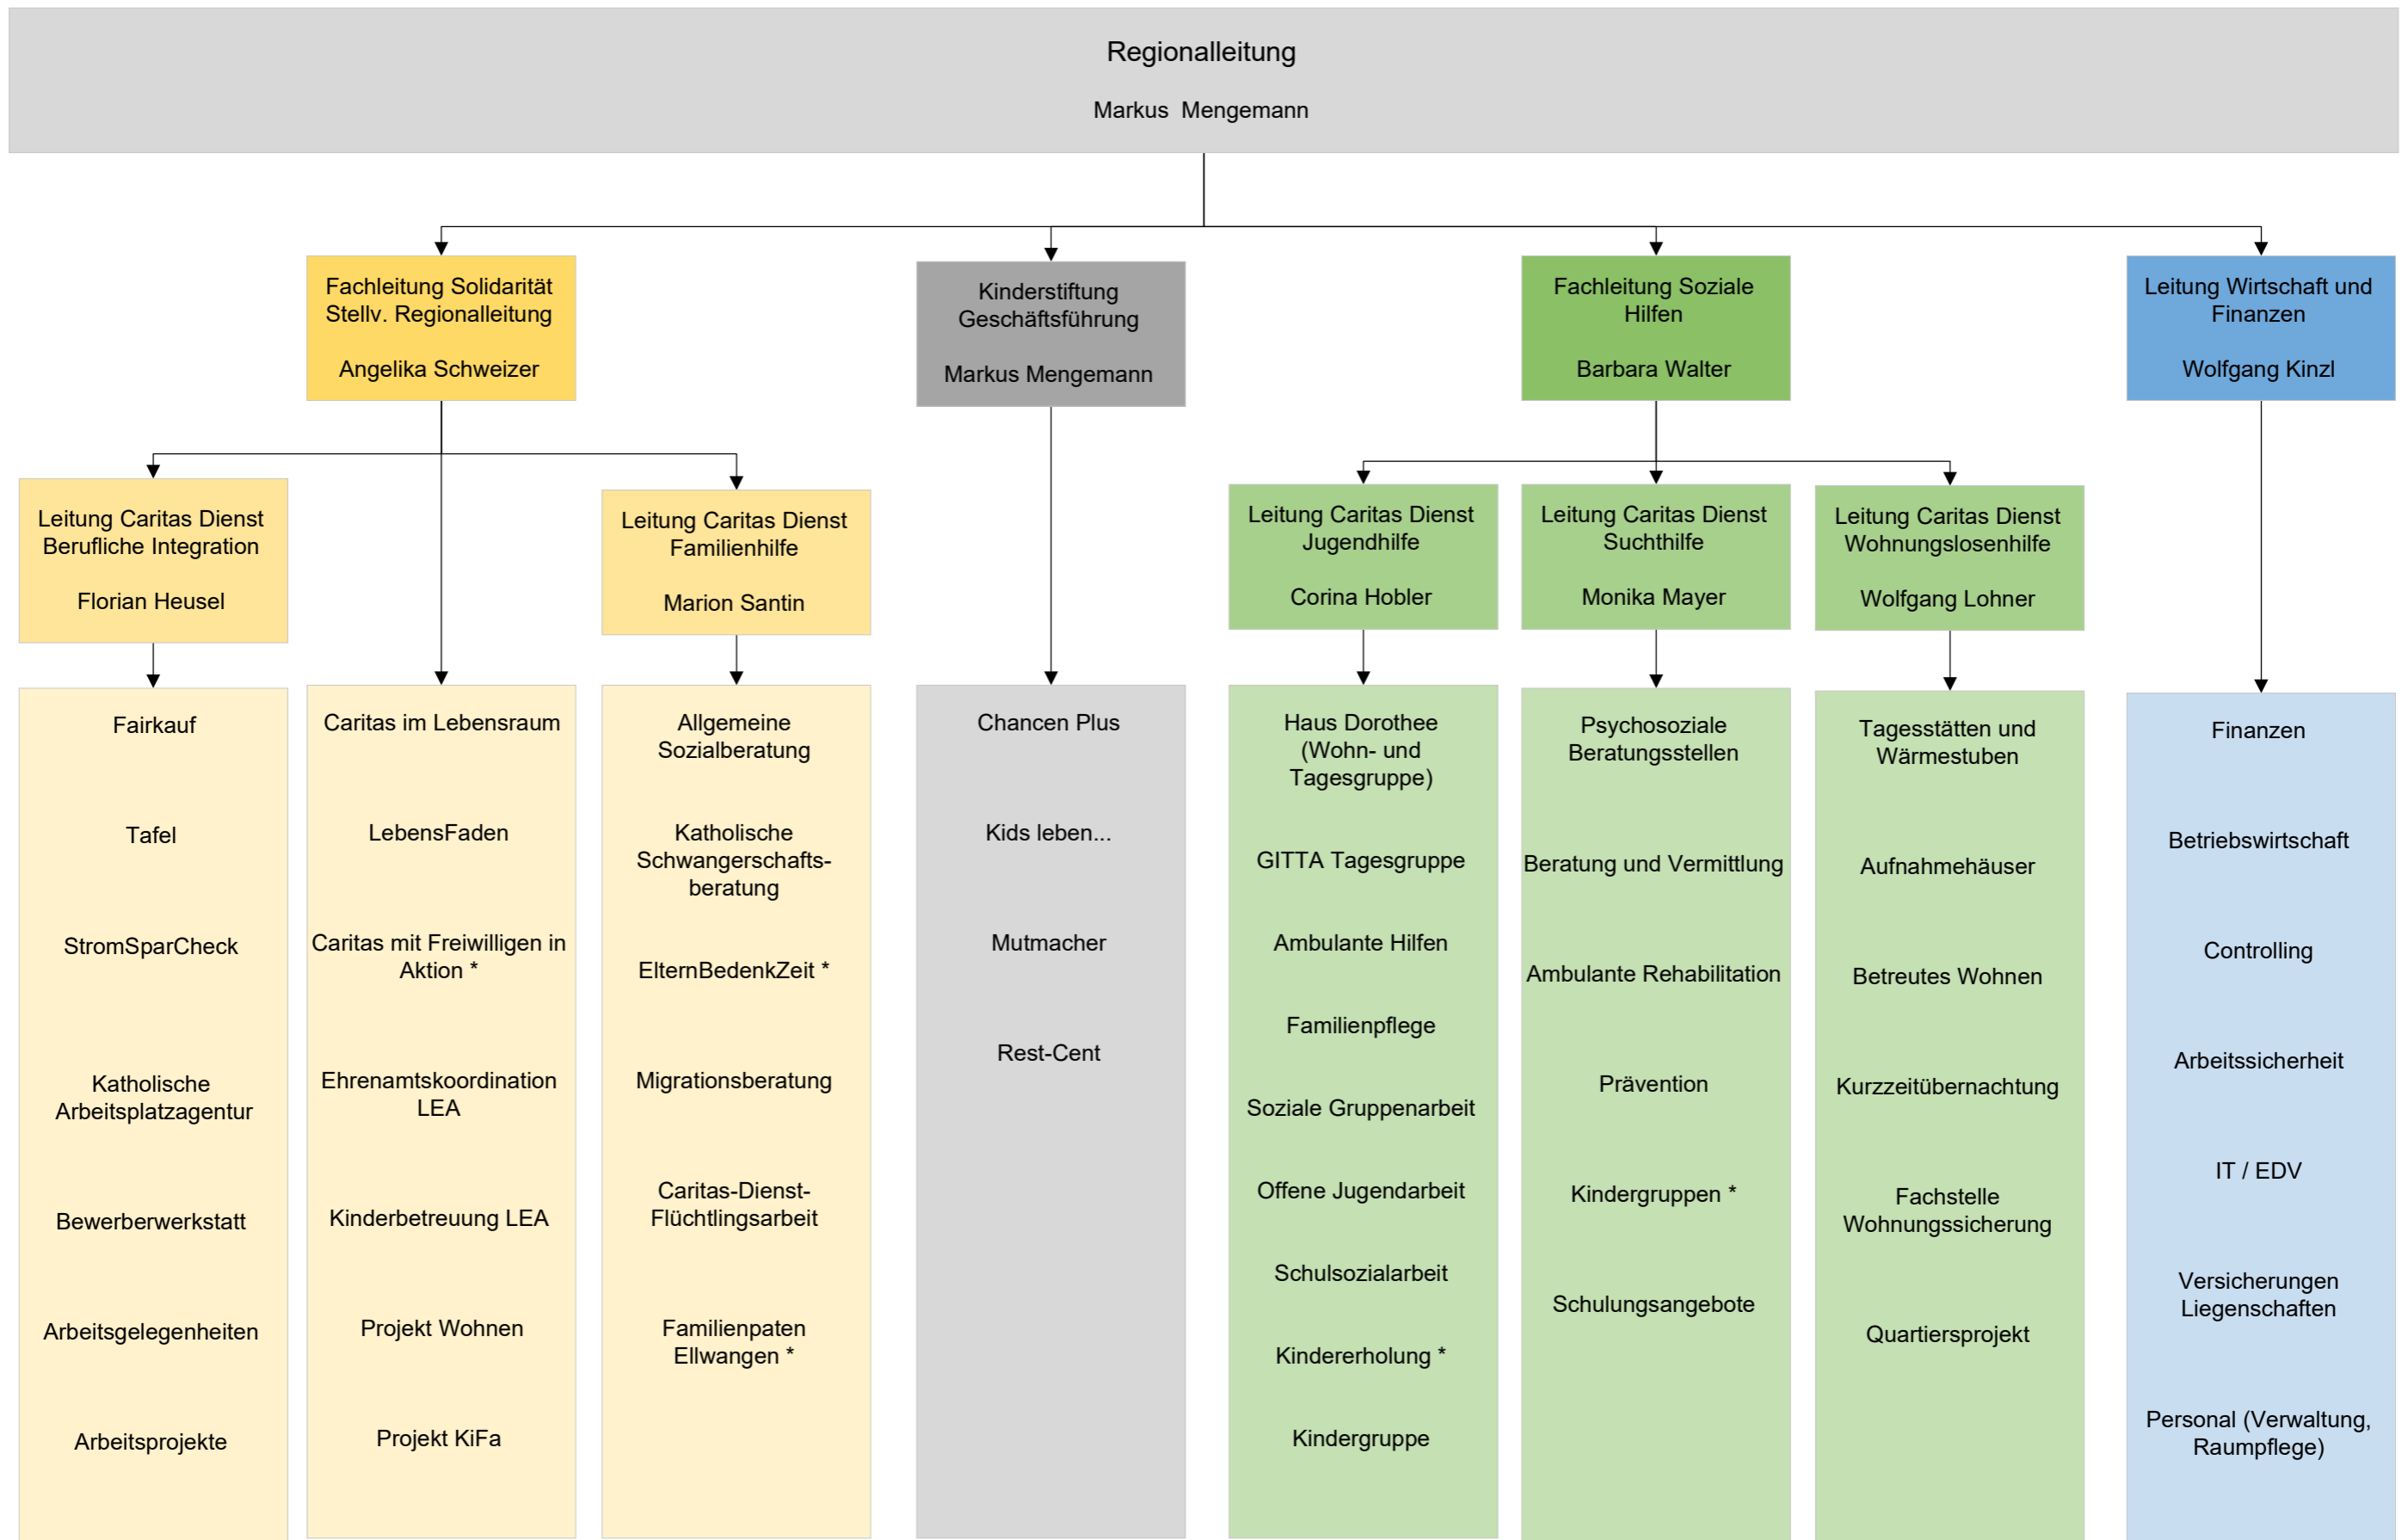 Regionalleitung
Markus Mengemann
Fachleitung Solidarität
Stellv. Regionalleitung
Angelika Schweizer
Kinderstiftung
Geschäftsführung
Markus Mengemann
Fachleitung Soziale
Hilfen
Barbara Walter
Leitung Wirtschaft und
Finanzen
Wolfgang Kinzl
Leitung Caritas Dienst
Berufliche Integration
Florian Heusel
Leitung Caritas Dienst
Familienhilfe
Marion Santin
Leitung Caritas Dienst
Jugendhilfe
Corina Hobler
Leitung Caritas Dienst
Suchthilfe
Monika Mayer
Leitung Caritas Dienst
Wohnungslosenhilfe
Wolfgang Lohner
Fairkauf
Tafel
StromSparCheck
Katholische
Arbeitsplatzagentur
Bewerberwerkstatt
Arbeitsgelegenheiten
Arbeitsprojekte
Caritas im Lebensraum
LebensFaden
Caritas mit Freiwilligen in
Aktion *
Ehrenamtskoordination
LEA
Kinderbetreuung LEA
Projekt Wohnen
Projekt KiFa
Allgemeine
Sozialberatung
Katholische
Schwangerschafts-
beratung
ElternBedenkZeit *
Migrationsberatung
Caritas-Dienst-
Flüchtlingsarbeit
Familienpaten
Ellwangen *
Chancen Plus
Kids leben...
Mutmacher
Rest-Cent
Haus Dorothee
(Wohn- und
Tagesgruppe)
GITTA Tagesgruppe
Ambulante Hilfen
Familienpflege
Soziale Gruppenarbeit
Offene Jugendarbeit
Schulsozialarbeit
Kindererholung *
Kindergruppe
Psychosoziale
Beratungsstellen
Beratung und Vermittlung
Ambulante Rehabilitation
Prävention
Kindergruppen *
Schulungsangebote
Tagesstätten und
Wärmestuben
Aufnahmehäuser
Betreutes Wohnen
Kurzzeitübernachtung
Fachstelle
Wohnungssicherung
Quartiersprojekt
Finanzen
Betriebswirtschaft
Controlling
Arbeitssicherheit
IT / EDV
Versicherungen
Liegenschaften
Personal (Verwaltung,
Raumpflege)